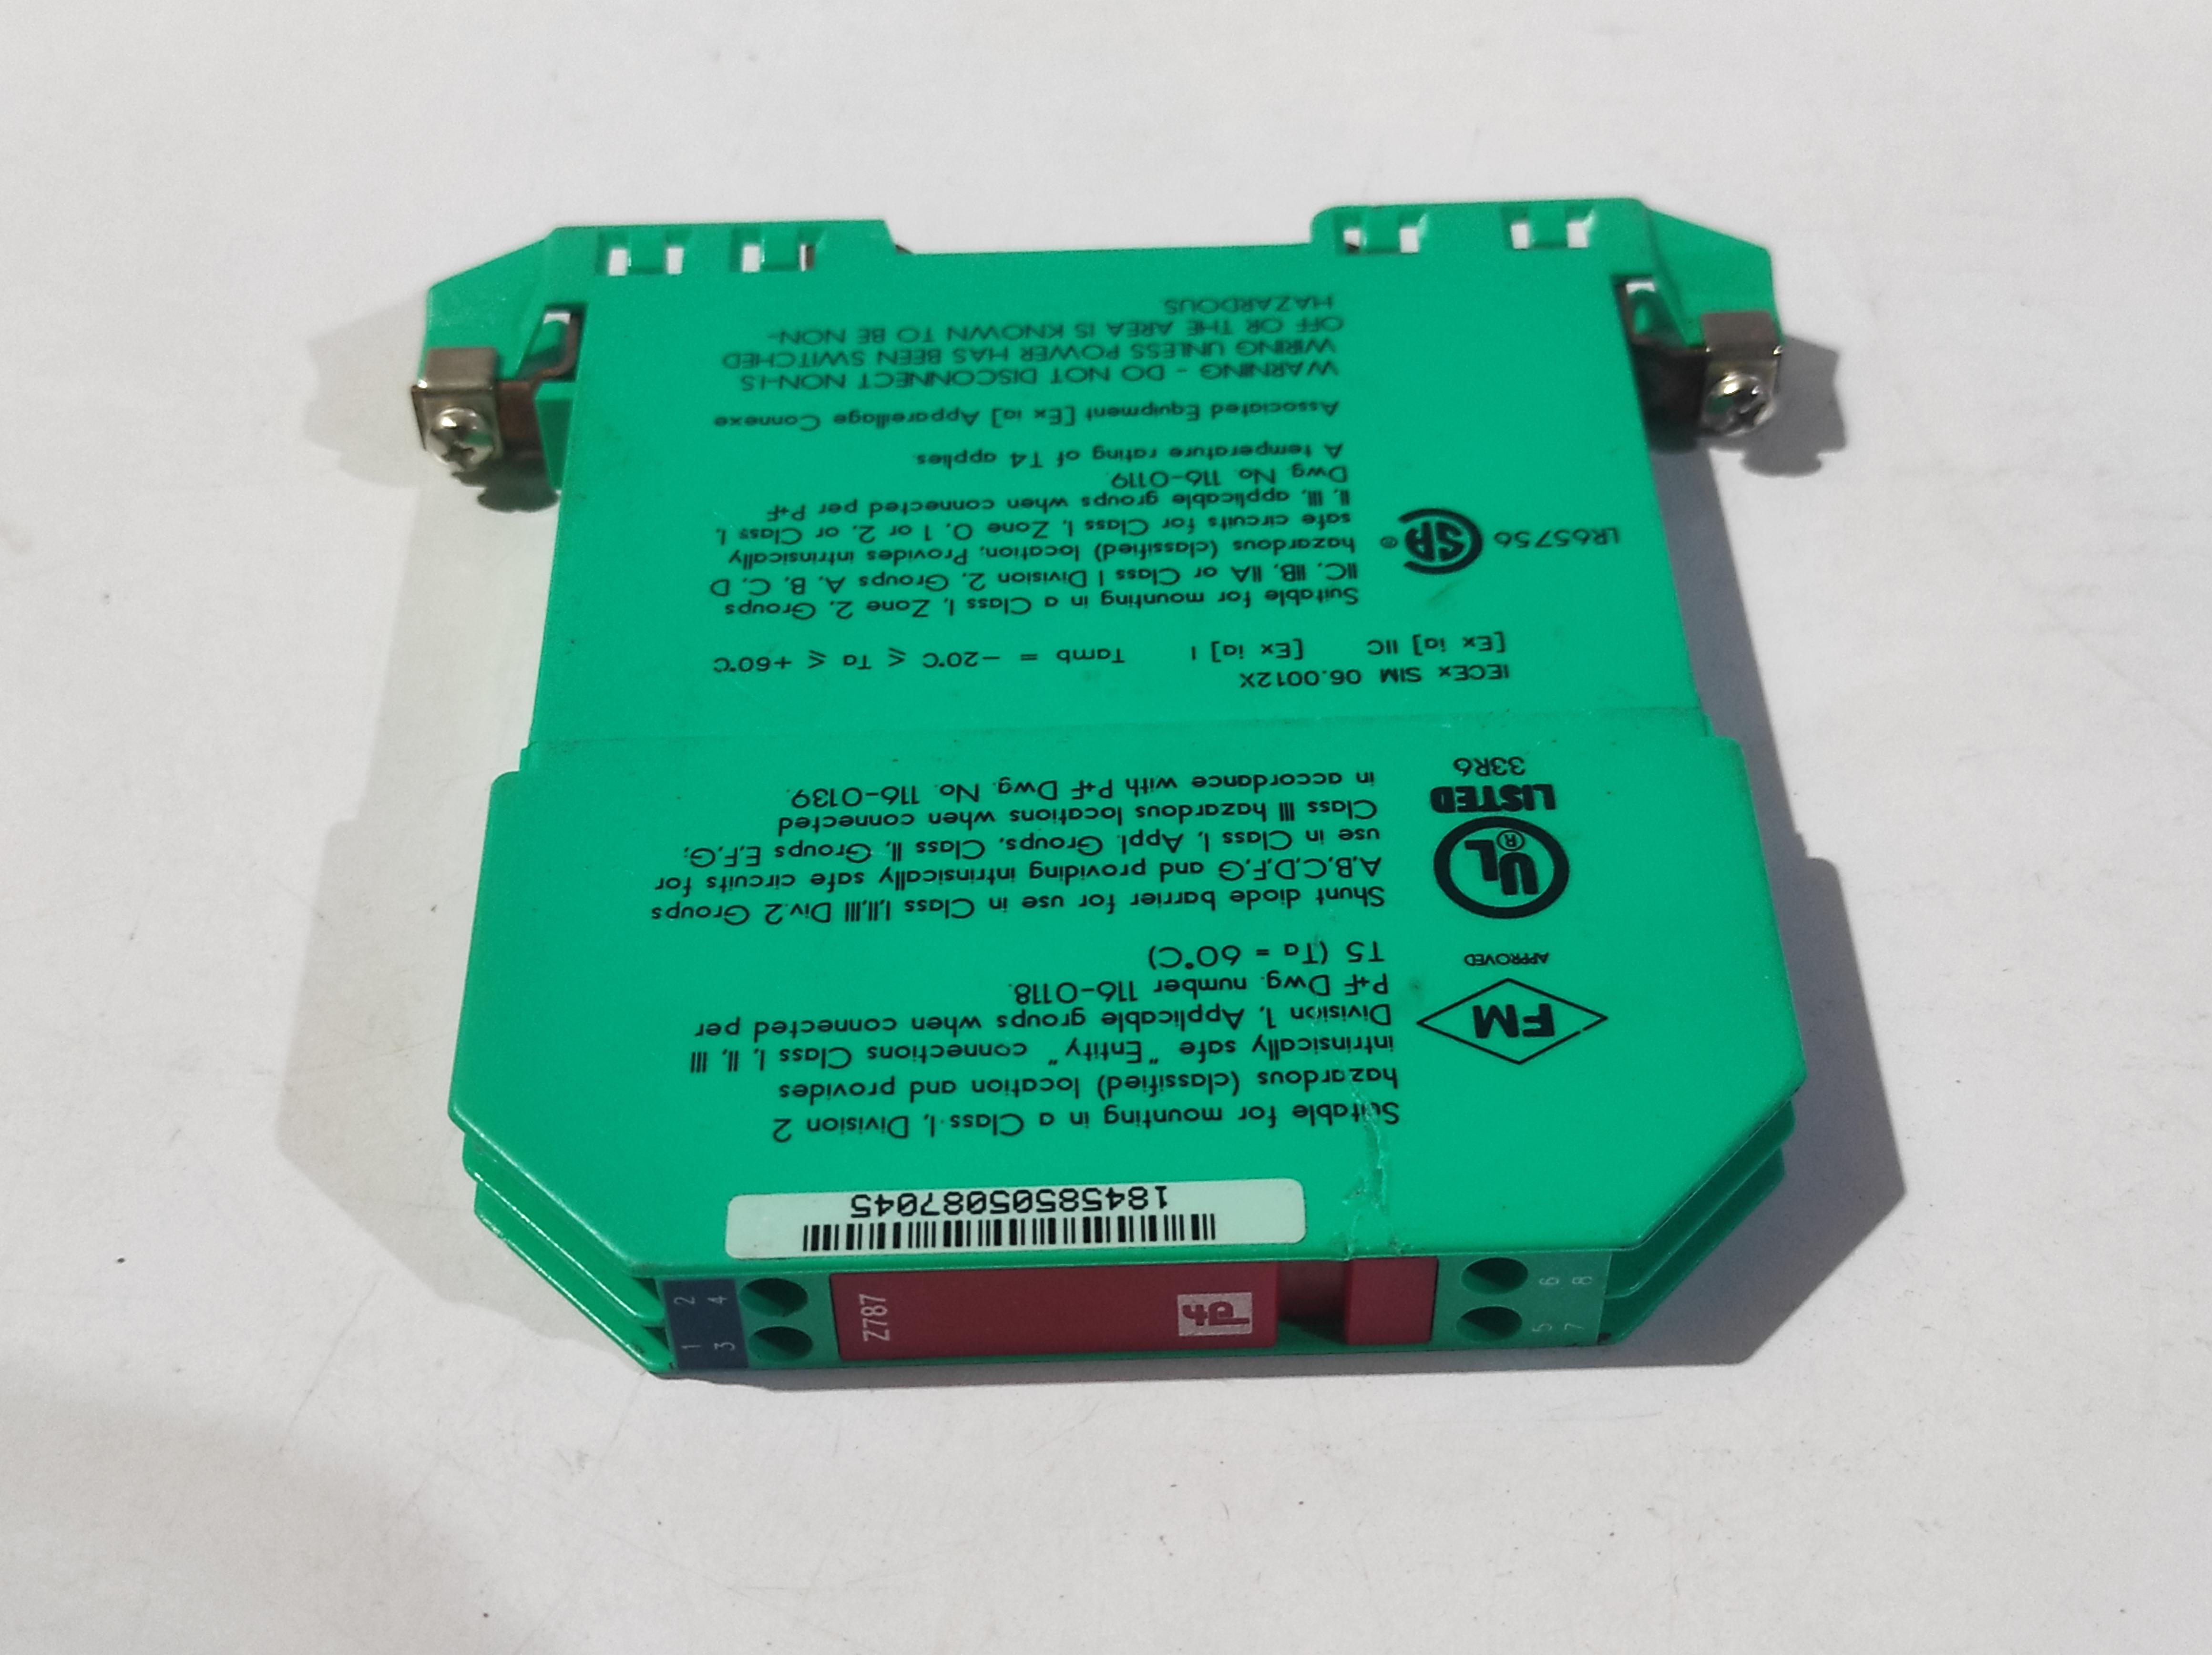 1845850508 7045
Suitable for mounting in a Class I, Division 2
hazardous (classified) location and provides
intrinsically safe "Entity" connections Class I, II, III
Division 1, Applicable groups when connected per
P+F Dwg. number 116-0118.
T5 (Ta = 60°C)
FM
APPROVED
Shunt diode barrier for use in Class I,II,III Div.2 Groups
A,B,C,D,F,G and providing intrinsically safe circuits for
use in Class I, Appl. Groups, Class II, Groups E,F,G;
Class III hazardous locations when connected
in accordance with P+F Dwg. No. 116-0139.
UL®
LISTED
33R6
IECEx SIM 06.0012X
[Ex ia] IIC [Ex ia] I Tamb = -20°C ≤ Ta ≤ +60°C
Suitable for mounting in a Class I, Zone 2, Groups
IIC, IIB, IIA or Class I Division 2, Groups A, B, C, D
hazardous (classified) location; Provides intrinsically
safe circuits for Class I, Zone 0, 1 or 2, or Class I,
II, III, applicable groups when connected per P+F
Dwg. No. 116-0119.
A temperature rating of T4 applies.
LR65756 SA®
Associated Equipment [Ex ia] Appareillage Connexe
WARNING - DO NOT DISCONNECT NON-I.S
WIRING UNLESS POWER HAS BEEN SWITCHED
OFF OR THE AREA IS KNOWN TO BE NON-
HAZARDOUS
2 4
1 3
Z787
6 8
5 7